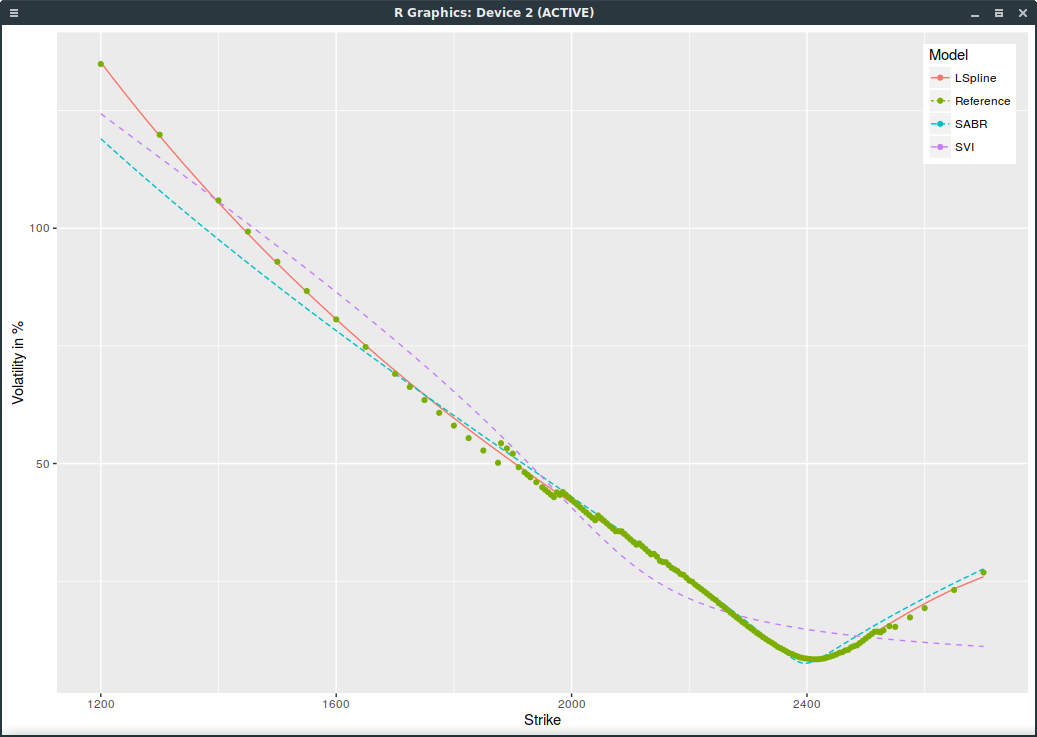 R Graphics: Device 2 (ACTIVE)
Model
LSpline
Reference
SABR
SVI
100
50
Volatility in %
1200
1600
2000
2400
Strike